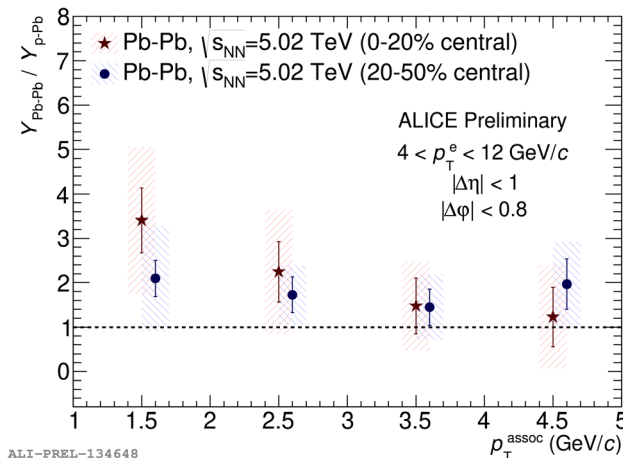 Y_Pb-Pb / Y_p-Pb
8
7
6
5
4
3
2
1
0
★ Pb-Pb, √s_NN=5.02 TeV (0-20% central)
● Pb-Pb, √s_NN=5.02 TeV (20-50% central)
ALICE Preliminary
4 < p_T^e < 12 GeV/c
|Δη| < 1
|Δφ| < 0.8
1 1.5 2 2.5 3 3.5 4 4.5 5
p_T^assoc (GeV/c)
ALI-PREL-134648